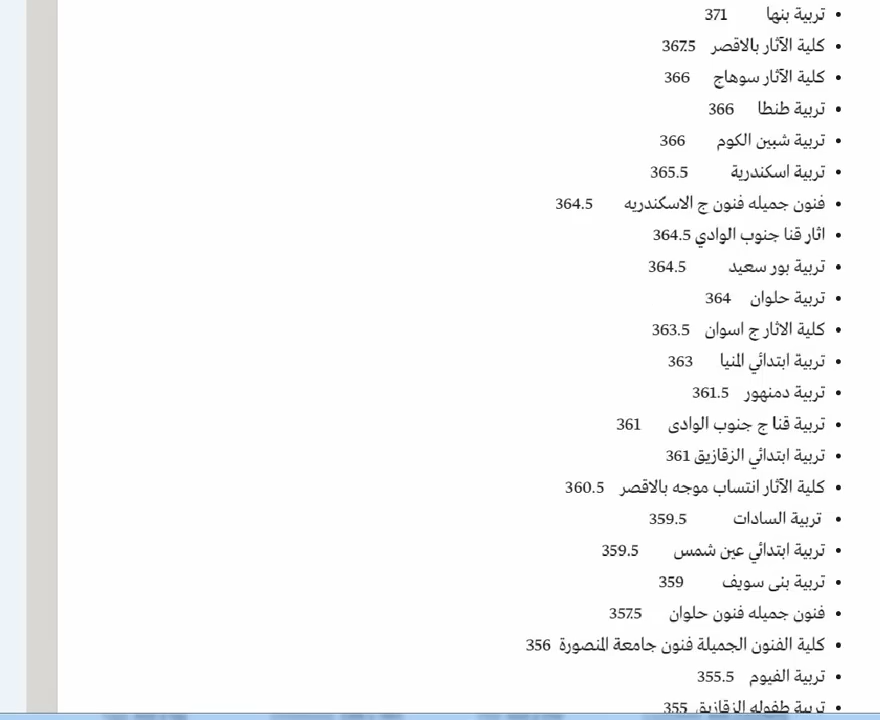 • تربية بنها 371
• كلية الآثار بالاقصر 367.5
• كلية الآثار سوهاج 366
• تربية طنطا 366
• تربية شبين الكوم 366
• تربية اسكندرية 365.5
• فنون جميله فنون ج الاسكندريه 364.5
• اثار قنا جنوب الوادي 364.5
• تربية بور سعيد 364.5
• تربية حلوان 364
• كلية الاثار ج اسوان 363.5
• تربية ابتدائي المنيا 363
• تربية دمنهور 361.5
• تربية قنا ج جنوب الوادى 361
• تربية ابتدائي الزقازيق 361
• كلية الآثار انتساب موجه بالاقصر 360.5
• تربية السادات 359.5
• تربية ابتدائي عين شمس 359.5
• تربية بنى سويف 359
• فنون جميله فنون حلوان 357.5
• كلية الفنون الجميلة فنون جامعة المنصورة 356
• تربية الفيوم 355.5
• تربية طفوله الزقازيق 355